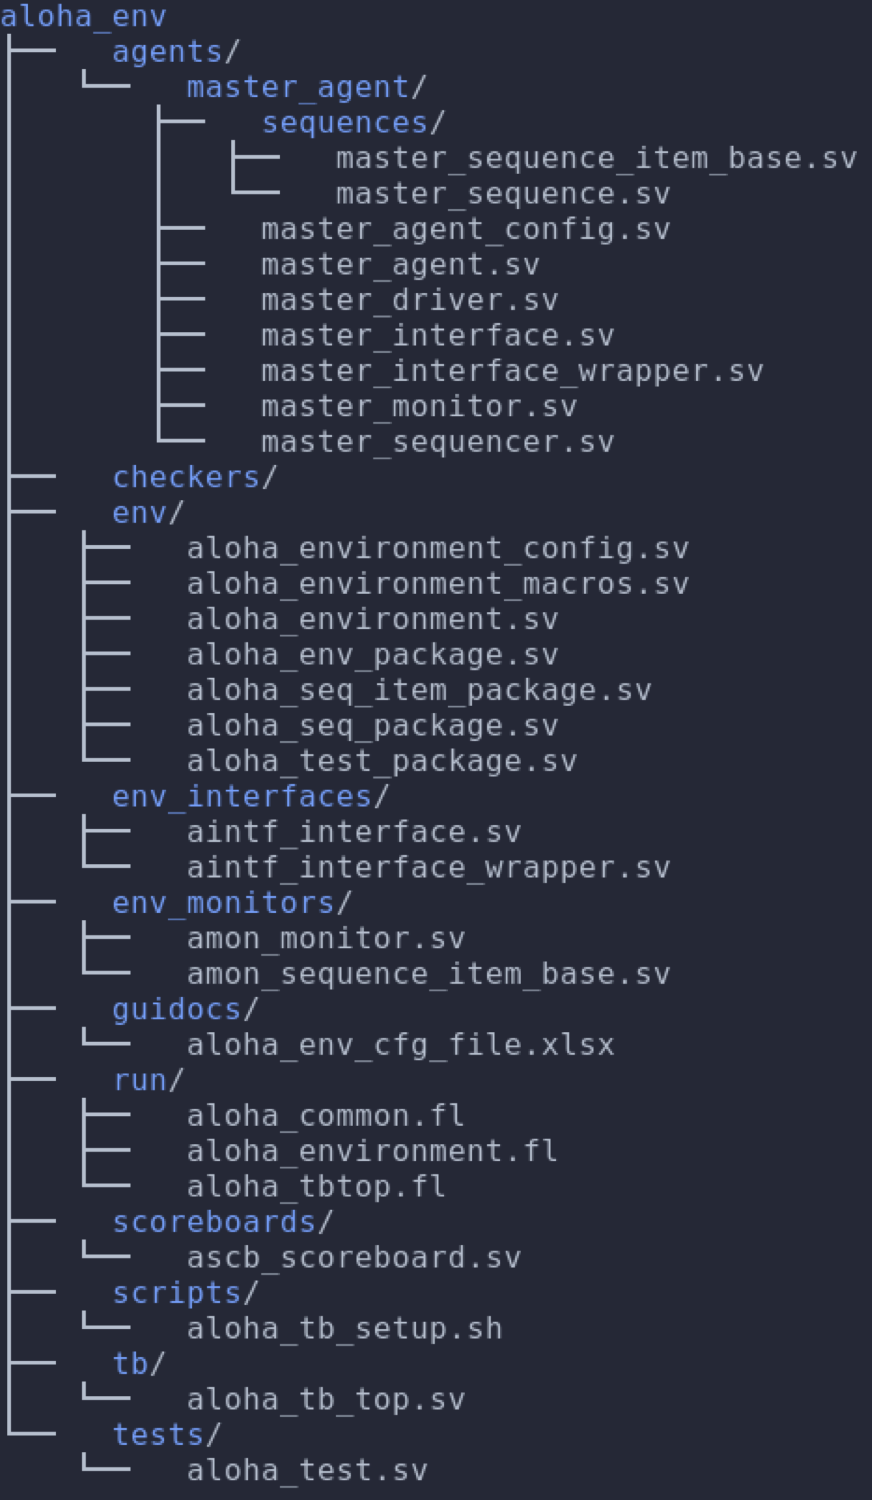 aloha_env
agents/
master_agent/
sequences/
master_sequence_item_base.sv
master_sequence.sv
master_agent_config.sv
master_agent.sv
master_driver.sv
master_interface.sv
master_interface_wrapper.sv
master_monitor.sv
master_sequencer.sv
checkers/
env/
aloha_environment_config.sv
aloha_environment_macros.sv
aloha_environment.sv
aloha_env_package.sv
aloha_seq_item_package.sv
aloha_seq_package.sv
aloha_test_package.sv
env_interfaces/
aintf_interface.sv
aintf_interface_wrapper.sv
env_monitors/
amon_monitor.sv
amon_sequence_item_base.sv
guidocs/
aloha_env_cfg_file.xlsx
run/
aloha_common.fl
aloha_environment.fl
aloha_tbtop.fl
scoreboards/
ascb_scoreboard.sv
scripts/
aloha_tb_setup.sh
tb/
aloha_tb_top.sv
tests/
aloha_test.sv